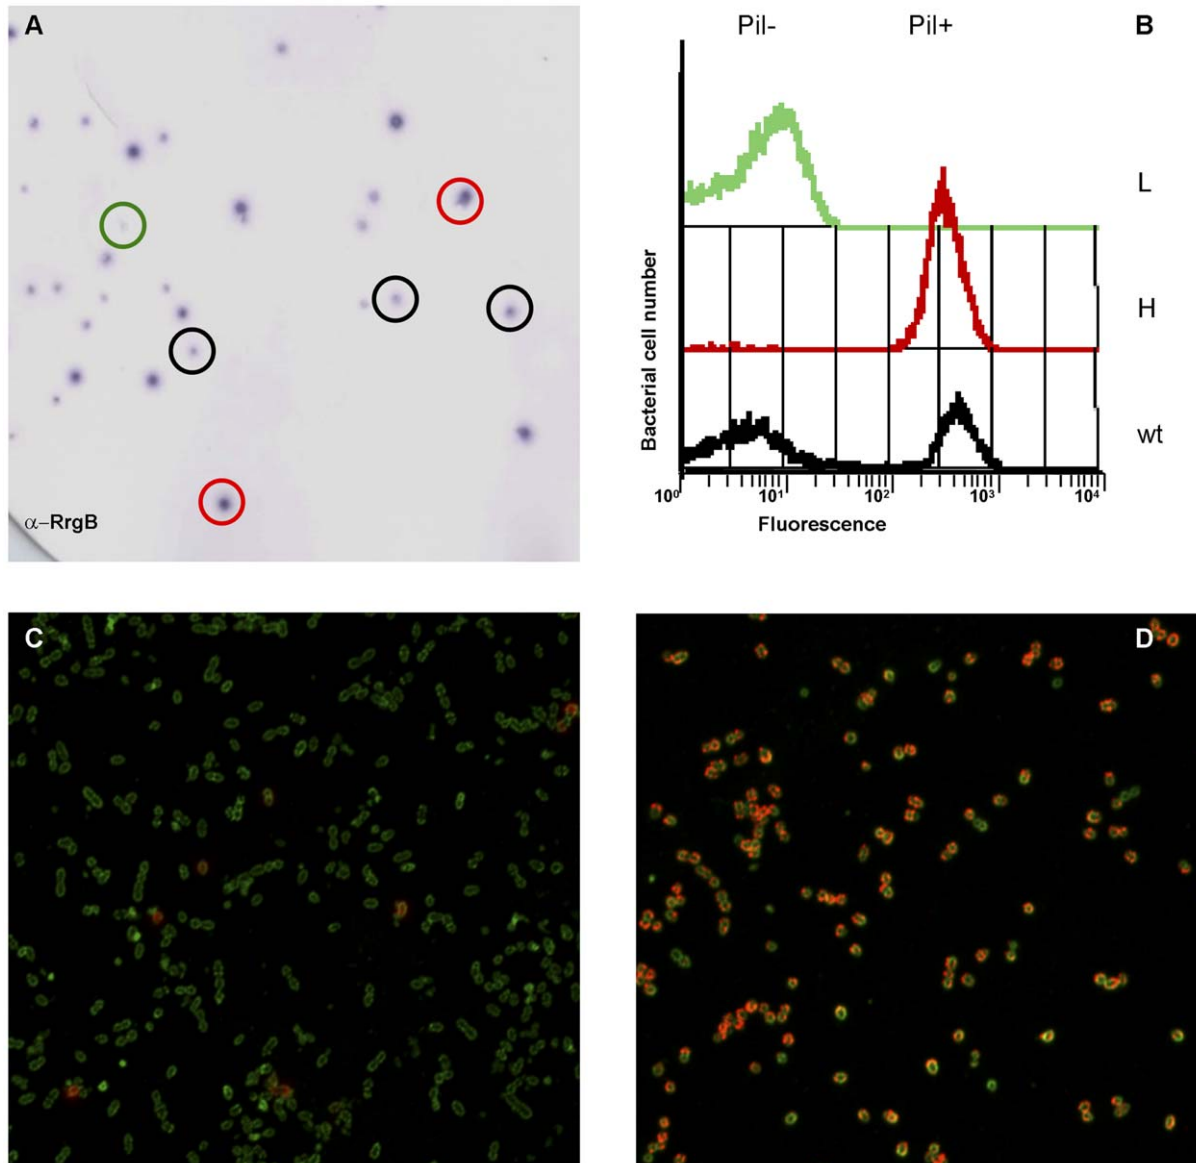 A
α–RrgB
Pil-
Pil+
B
L
H
wt
Bacterial cell number
10⁰
10¹
10²
10³
10⁴
Fluorescence
C
D